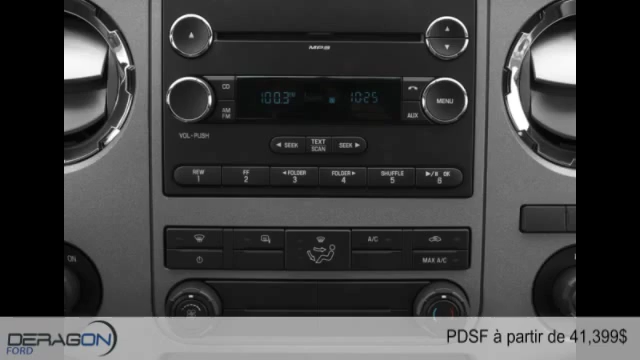 MP3
CD
100.3
10:25
MENU
AM
FM
AUX
VOL-PUSH
◄ SEEK
TEXT
SCAN
SEEK ►
REW
1
FF
2
◄ FOLDER
3
FOLDER ►
4
SHUFFLE
5
►/II
6
A/C
MAX A/C
ON
DERAGON
FORD
PDSF à partir de 41,399$